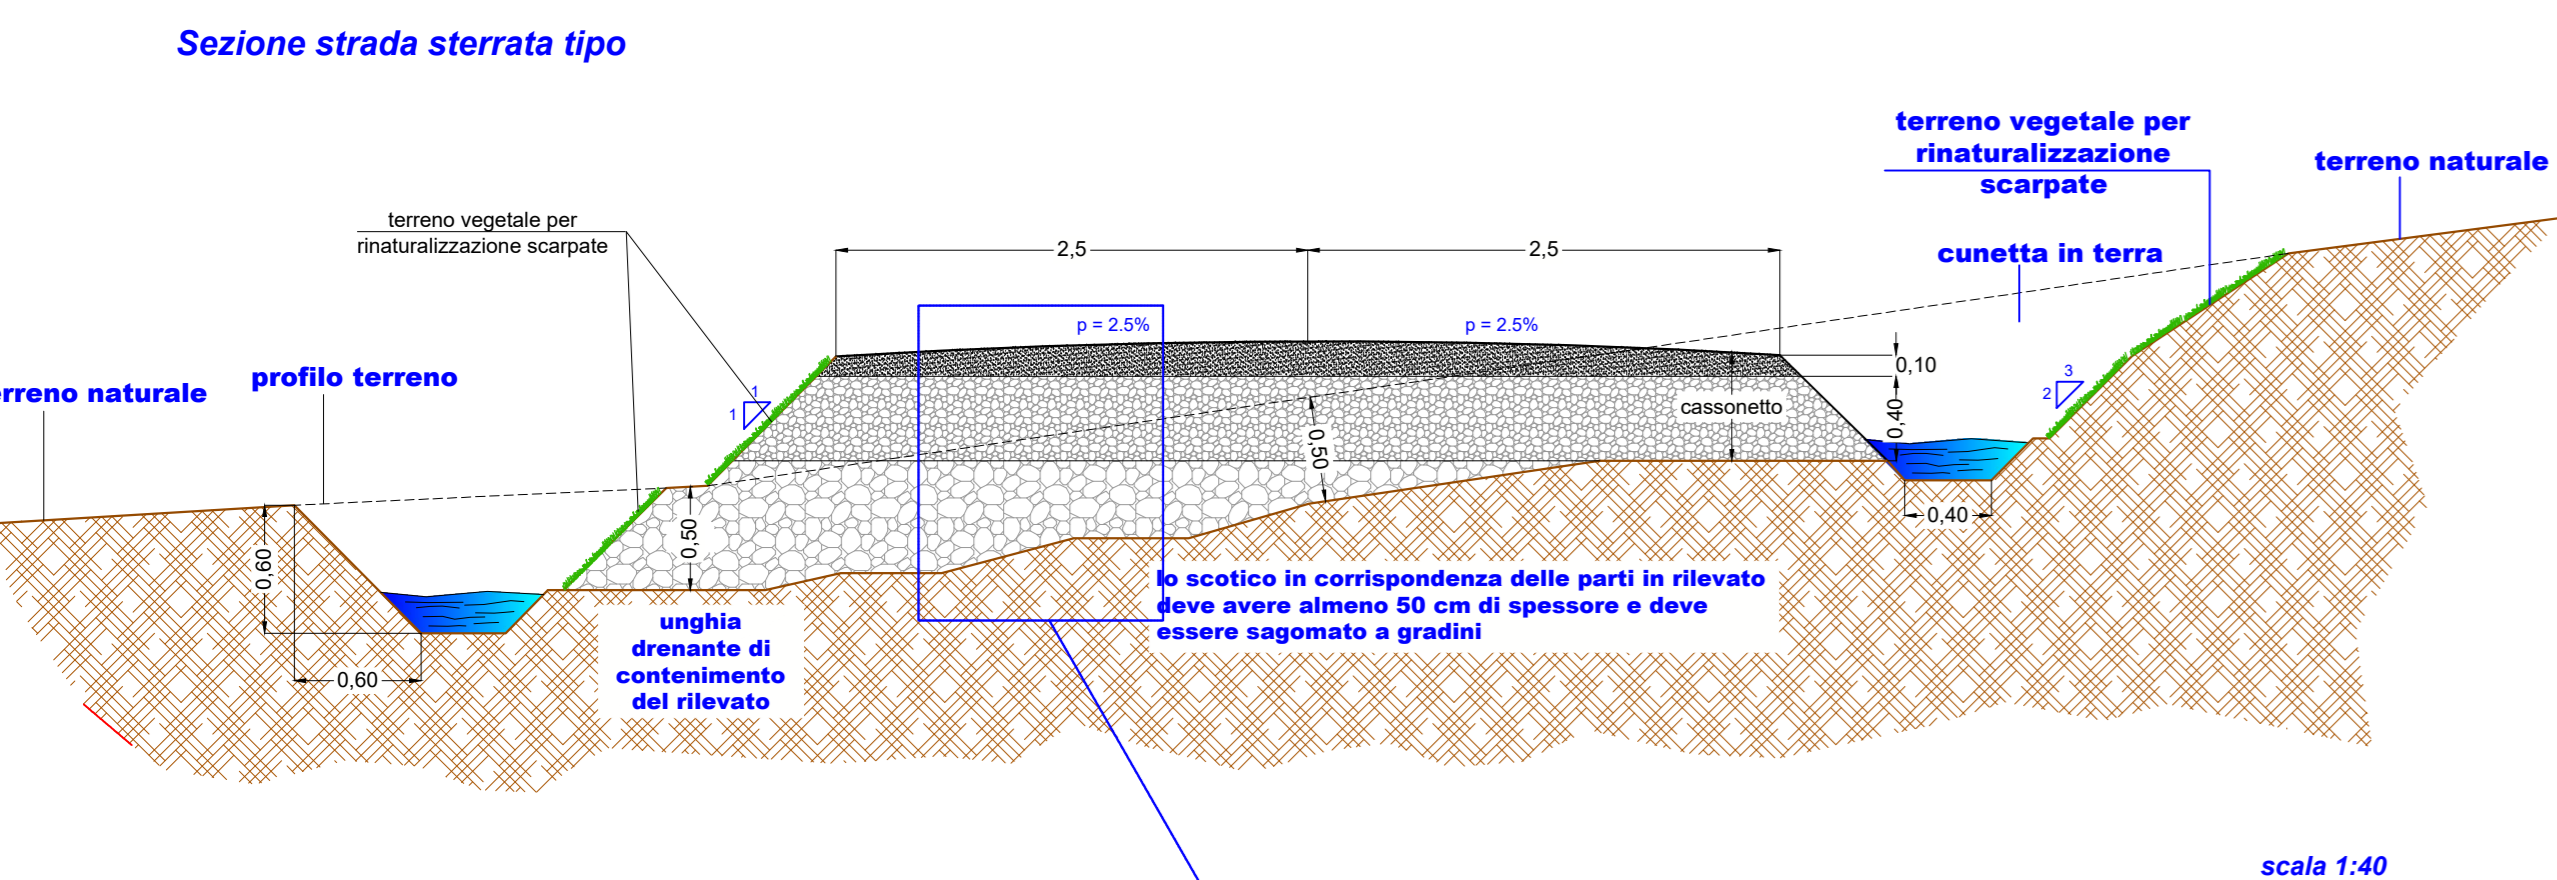 Sezione strada sterrata tipo
terreno vegetale per
rinaturalizzazione
scarpate
terreno naturale
terreno vegetale per
rinaturalizzazione scarpate
2,5
2,5
cunetta in terra
p = 2.5%
p = 2.5%
0,10
profilo terreno
erreno naturale
1
1
3
2
cassonetto
0,40
0,50
0,50
0,40
0,60
0,60
lo scotico in corrispondenza delle parti in rilevato
deve avere almeno 50 cm di spessore e deve
essere sagomato a gradini
unghia
drenante di
contenimento
del rilevato
scala 1:40